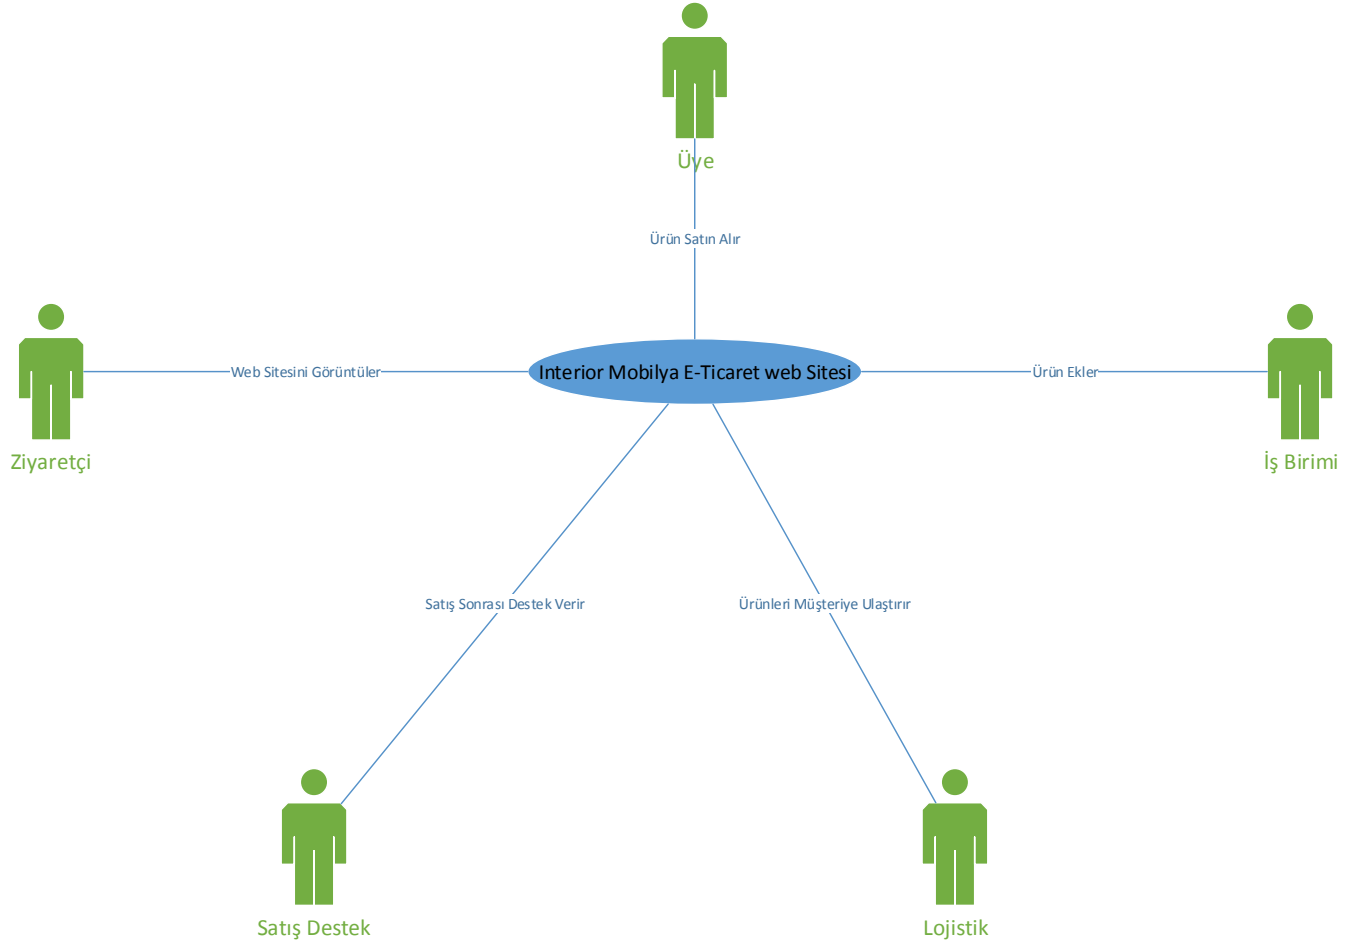 Üye
Ürün Satın Alır
Web Sitesini Görüntüler
Interior Mobilya E-Ticaret web Sitesi
Ürün Ekler
Ziyaretçi
İş Birimi
Satış Sonrası Destek Verir
Ürünleri Müşteriye Ulaştırır
Satış Destek
Lojistik